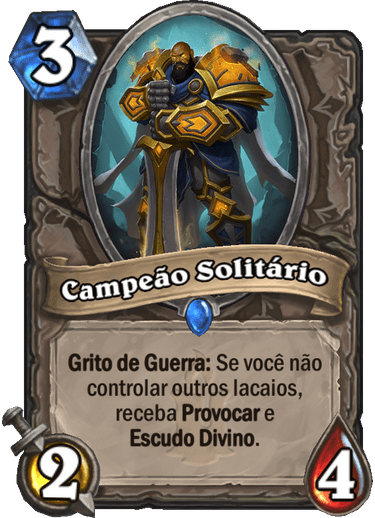 3
Campeão Solitário
Grito de Guerra: Se você não
controlar outros lacaios,
receba Provocar e
Escudo Divino.
2
4